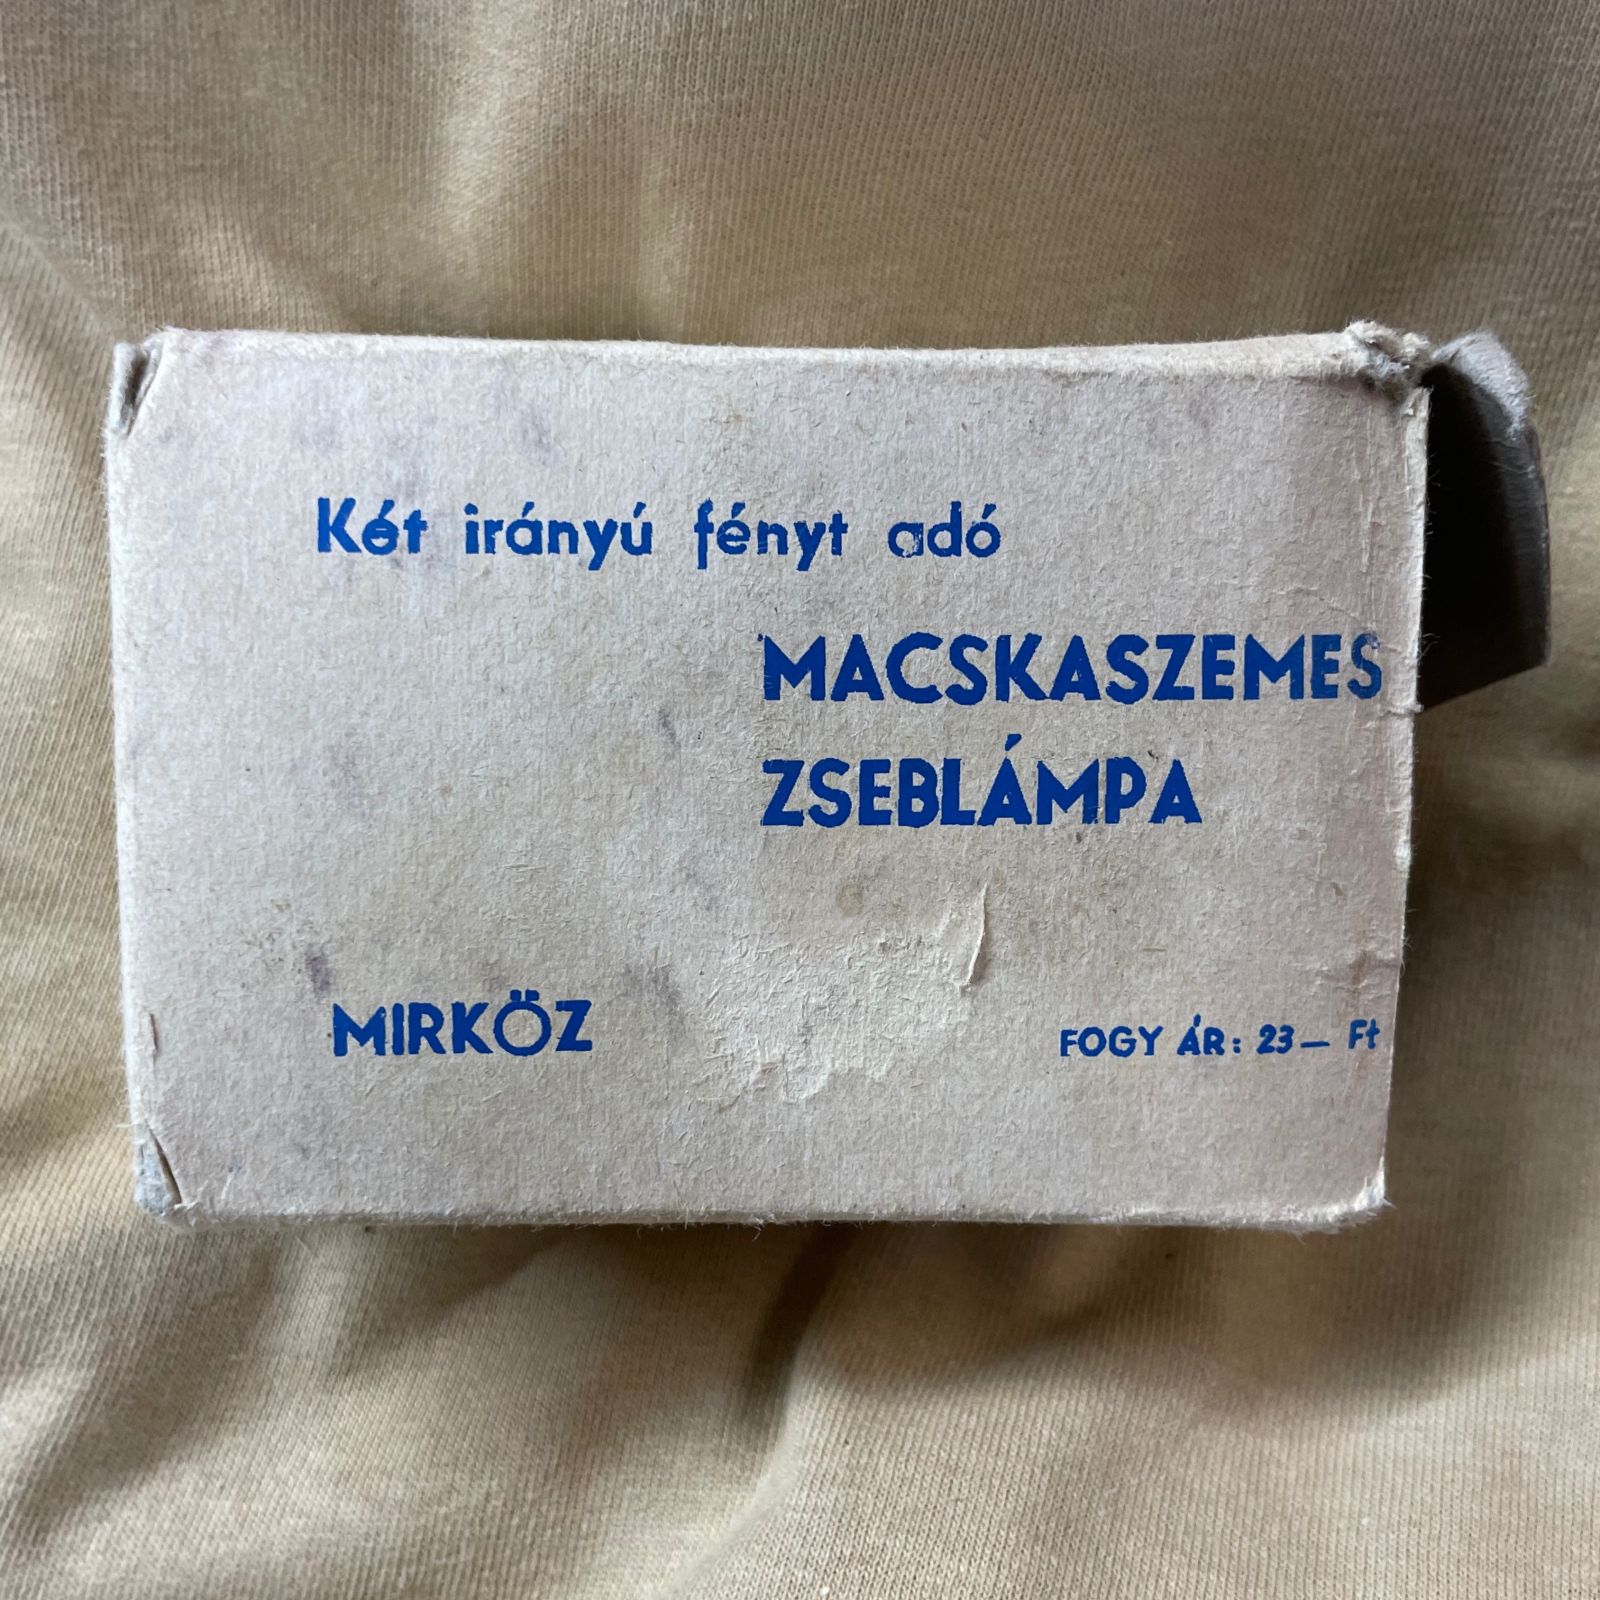 Két irányú fényt adó
MACSKASZEMES
ZSEBLÁMPA
MIRKÖZ
FOGY ÁR: 23 — Ft